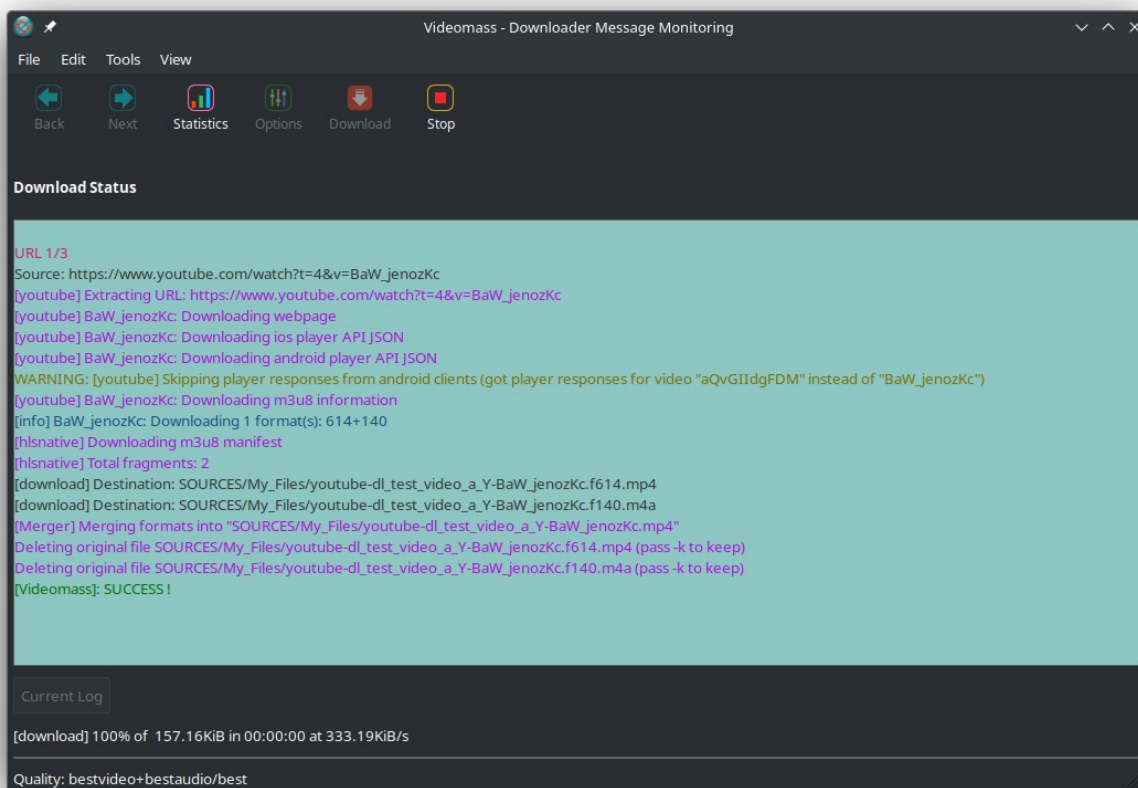 Videomass - Downloader Message Monitoring
File Edit Tools View
Back Next Statistics Options Download Stop
Download Status
URL 1/3
Source: https://www.youtube.com/watch?t=4&v=BaW_jenozKc
[youtube] Extracting URL: https://www.youtube.com/watch?t=4&v=BaW_jenozKc
[youtube] BaW_jenozKc: Downloading webpage
[youtube] BaW_jenozKc: Downloading ios player API JSON
[youtube] BaW_jenozKc: Downloading android player API JSON
WARNING: [youtube] Skipping player responses from android clients (got player responses for video "aQvGIIdgFDM" instead of "BaW_jenozKc")
[youtube] BaW_jenozKc: Downloading m3u8 information
[info] BaW_jenozKc: Downloading 1 format(s): 614+140
[hlsnative] Downloading m3u8 manifest
[hlsnative] Total fragments: 2
[download] Destination: SOURCES/My_Files/youtube-dl_test_video_a_Y-BaW_jenozKc.f614.mp4
[download] Destination: SOURCES/My_Files/youtube-dl_test_video_a_Y-BaW_jenozKc.f140.m4a
[Merger] Merging formats into "SOURCES/My_Files/youtube-dl_test_video_a_Y-BaW_jenozKc.mp4"
Deleting original file SOURCES/My_Files/youtube-dl_test_video_a_Y-BaW_jenozKc.f614.mp4 (pass -k to keep)
Deleting original file SOURCES/My_Files/youtube-dl_test_video_a_Y-BaW_jenozKc.f140.m4a (pass -k to keep)
[Videomass]: SUCCESS !
Current Log
[download] 100% of 157.16KiB in 00:00:00 at 333.19KiB/s
Quality: bestvideo+bestaudio/best